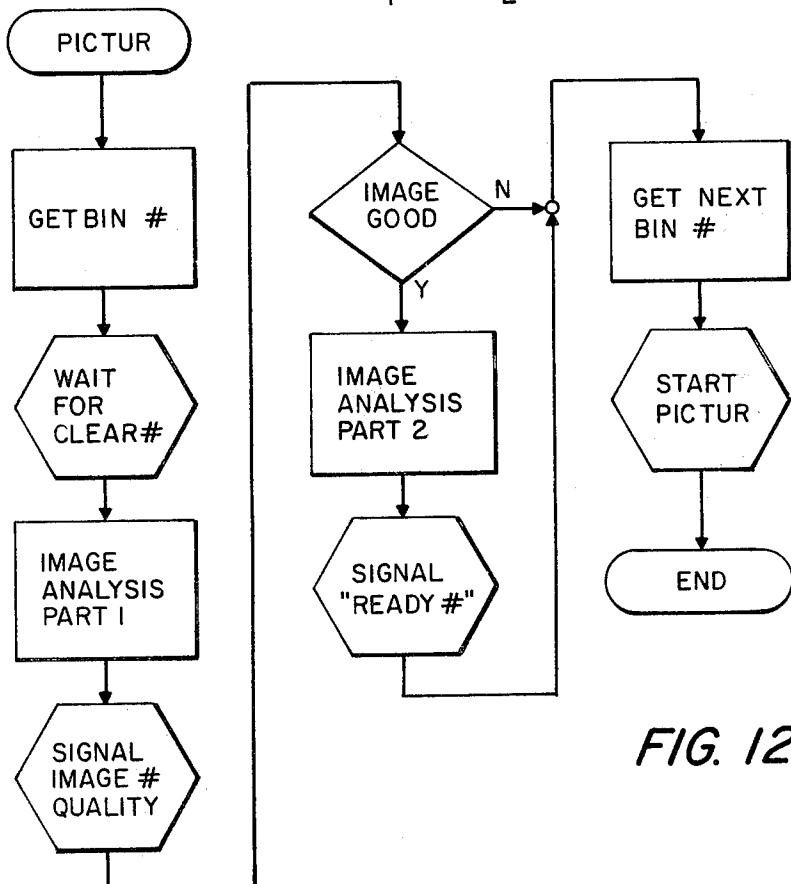 PICTUR
GET BIN #
WAIT
FOR
CLEAR#
IMAGE
ANALYSIS
PART 1
SIGNAL
IMAGE #
QUALITY
IMAGE
GOOD
N
Y
IMAGE
ANALYSIS
PART 2
SIGNAL
"READY #"
GET NEXT
BIN #
START
PICTUR
END
FIG. 12